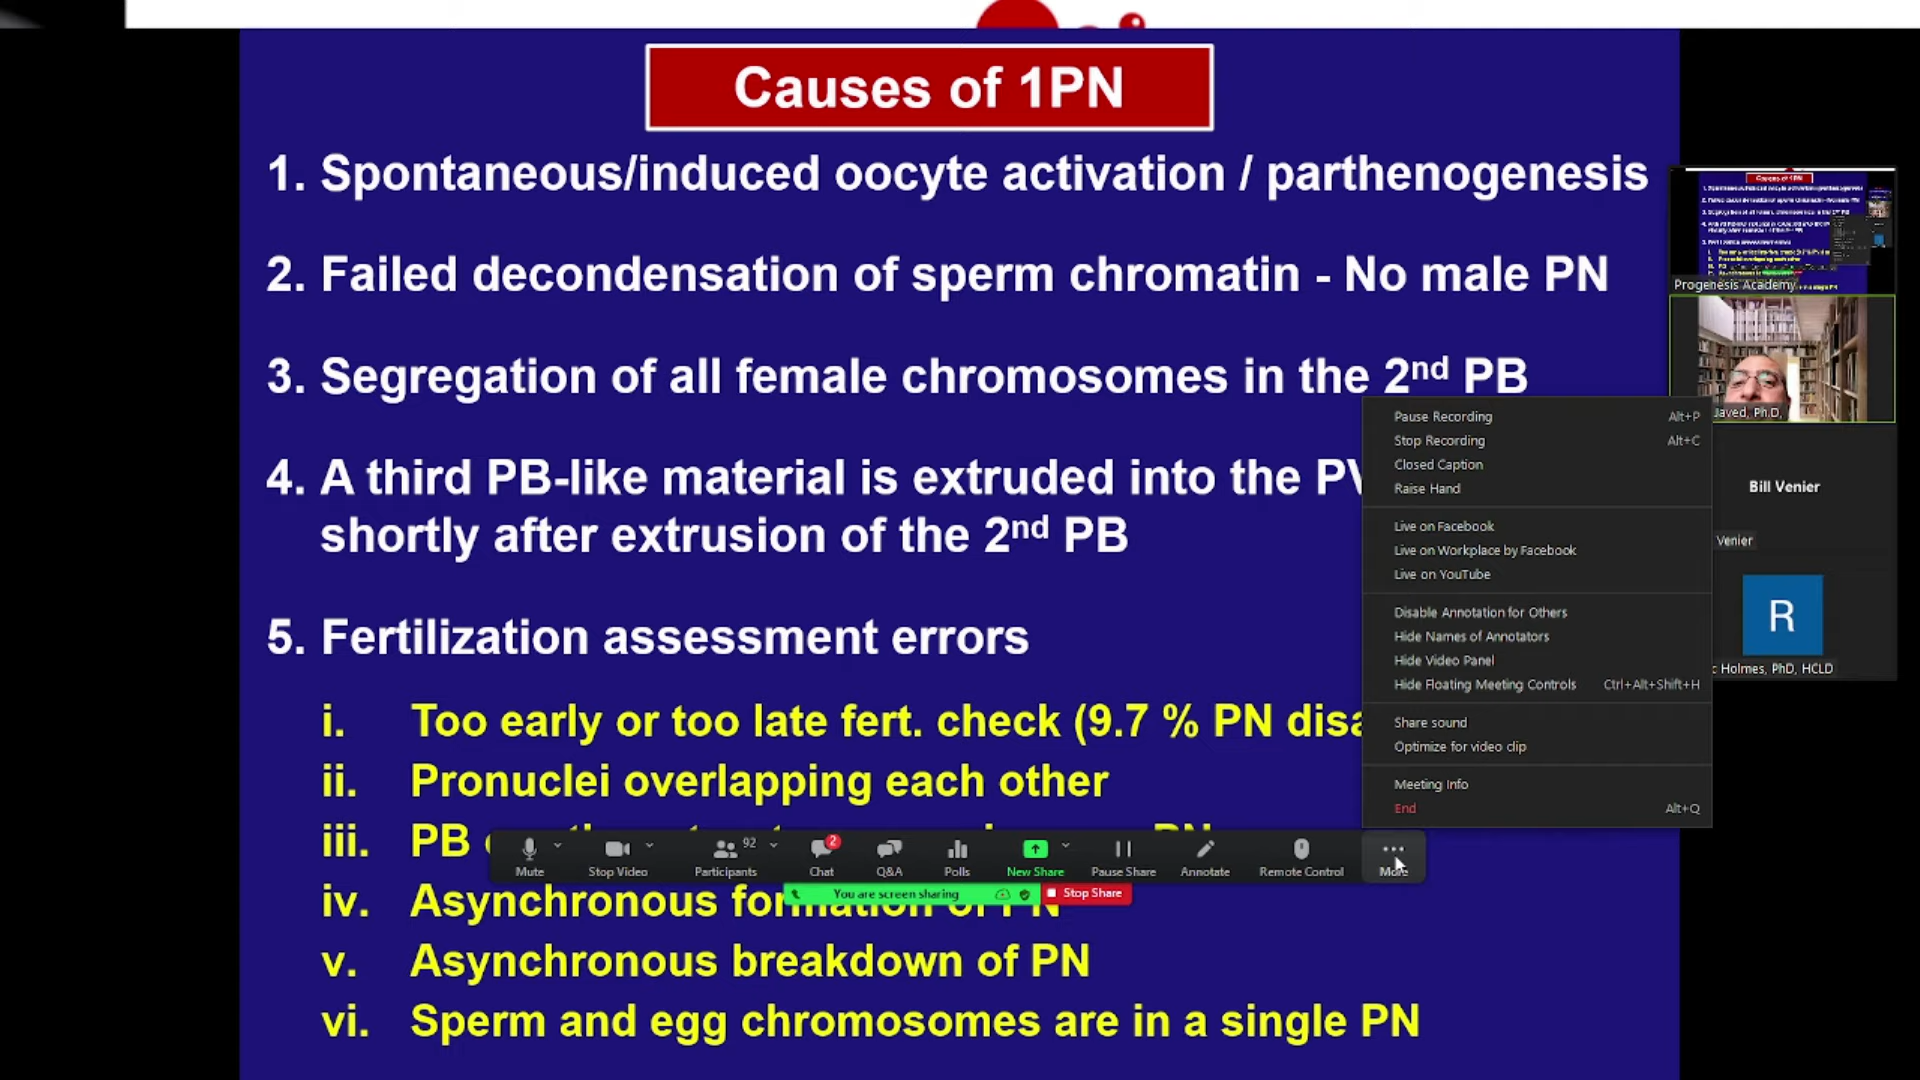 Causes of 1PN
1. Spontaneous/induced oocyte activation / parthenogenesis
2. Failed decondensation of sperm chromatin - No male PN
3. Segregation of all female chromosomes in the 2nd PB
4. A third PB-like material is extruded into the
shortly after extrusion of the 2nd PB
5. Fertilization assessment errors
i. Too early or too late fert. check (9.7 % PN
ii. Pronuclei overlapping each other
iii. PB
iv. Asynchronous formation of PN
v. Asynchronous breakdown of PN
vi. Sperm and egg chromosomes are in a single PN
Causes of 1PN
Progenesis Academy
Javed, Ph.D,
Bill Venier
Venier
R
Holmes, PhD, HCLD
Pause Recording Alt+P
Stop Recording Alt+C
Closed Caption
Raise Hand
Live on Facebook
Live on Workplace by Facebook
Live on YouTube
Disable Annotation for Others
Hide Names of Annotators
Hide Video Panel
Hide Floating Meeting Controls Ctrl+Alt+Shift+H
Share sound
Optimize for video clip
Meeting Info
End Alt+Q
92 2
Mute Stop Video Participants Chat Q&A Polls New Share Pause Share Annotate Remote Control More
You are screen sharing Stop Share